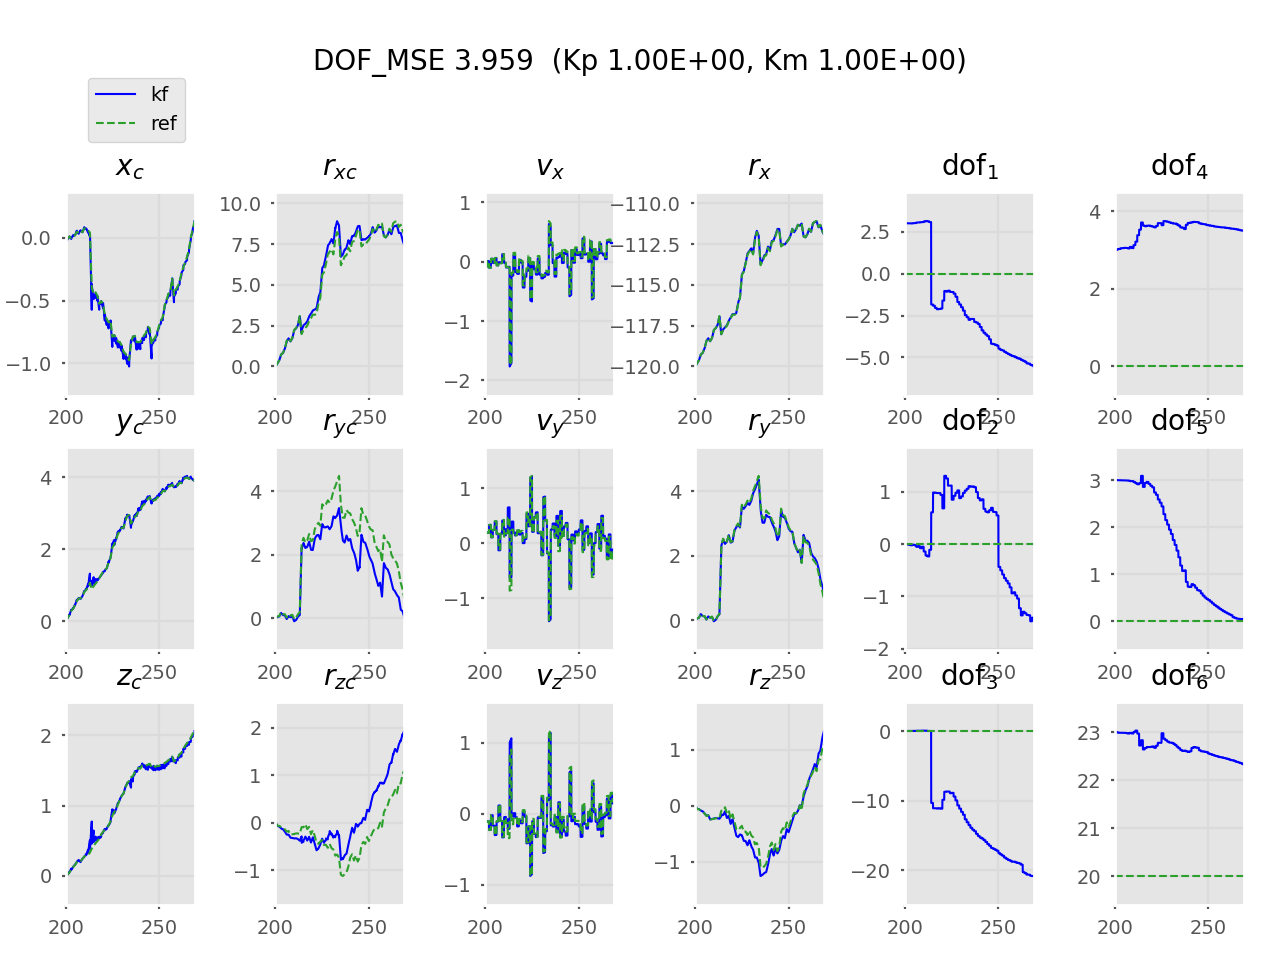 DOF_MSE 3.959 (Kp 1.00E+00, Km 1.00E+00)
kf
ref
x_c r_xc v_x r_x dof_1 dof_4
0.0 −0.5 −1.0 200 250
10.0 7.5 5.0 2.5 0.0 200 250
1 0 −1 −2 200 250
−110.0 −112.5 −115.0 −117.5 −120.0 200 250
2.5 0.0 −2.5 −5.0 200 250
4 2 0 200 250
y_c r_yc v_y r_y dof_2 dof_5
4 2 0 200 250
4 2 0 200 250
1 0 −1 200 250
4 2 0 200 250
1 0 −1 −2 200 250
3 2 1 0 200 250
z_c r_zc v_z r_z dof_3 dof_6
2 1 0 200 250
2 1 0 −1 200 250
1 0 −1 200 250
1 0 −1 200 250
0 −10 −20 200 250
23 22 21 20 200 250